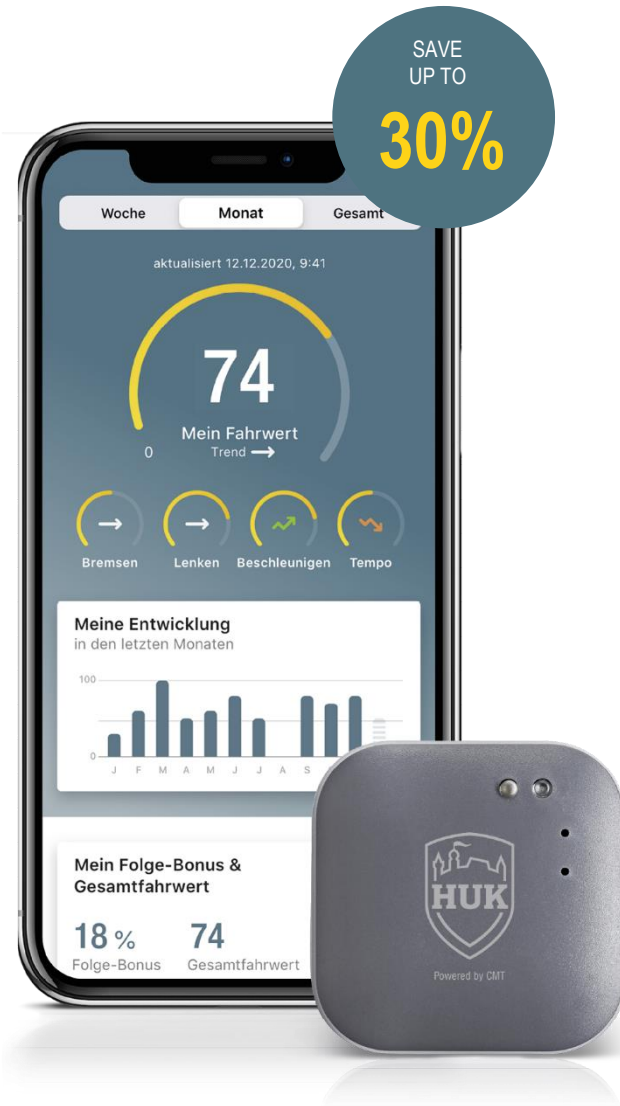 SAVE
UP TO
30%
Woche Monat Gesamt
aktualisiert 12.12.2020, 9:41
74
Mein Fahrwert
0
Trend
Bremsen Lenken Beschleunigen Tempo
Meine Entwicklung
in den letzten Monaten
100
0
J F M A M J J A S
Mein Folge-Bonus &
Gesamtfahrwert
18 % 74
Folge-Bonus Gesamtfahrwert
HUK
Powered by CMT